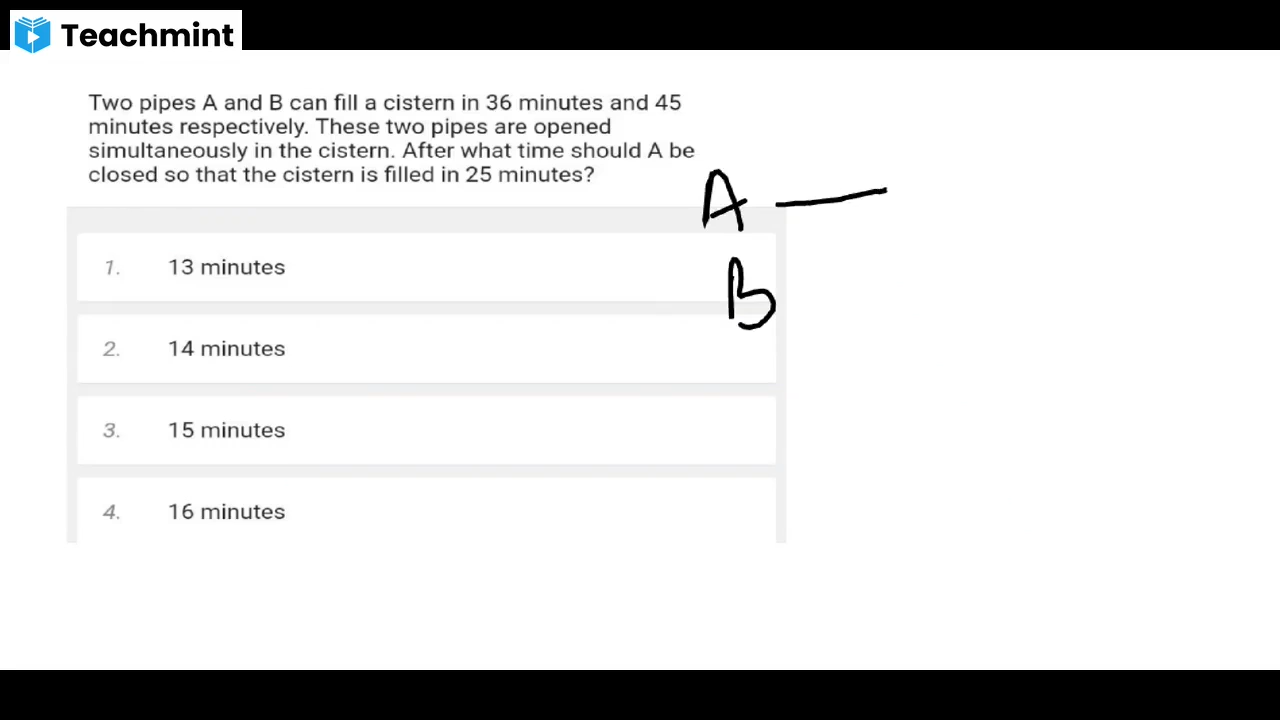 Teachmint
Two pipes A and B can fill a cistern in 36 minutes and 45
minutes respectively. These two pipes are opened
simultaneously in the cistern. After what time should A be
closed so that the cistern is filled in 25 minutes?
A —
B
1. 13 minutes
2. 14 minutes
3. 15 minutes
4. 16 minutes